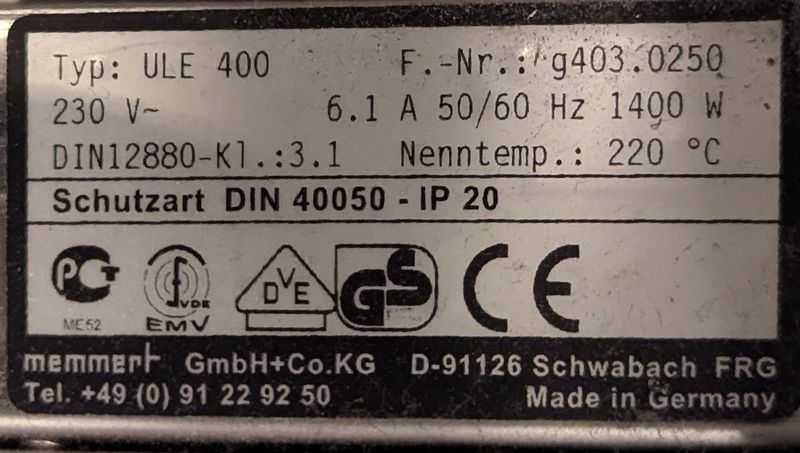 Typ: ULE 400 F.-Nr.: g403.0250
230 V~ 6.1 A 50/60 Hz 1400 W
DIN12880-Kl.:3.1 Nenntemp.: 220 °C
Schutzart DIN 40050 - IP 20
PCT VDE DVE GS CE
ME52 EMV
memmert GmbH+Co.KG D-91126 Schwabach FRG
Tel. +49 (0) 91 22 92 50 Made in Germany